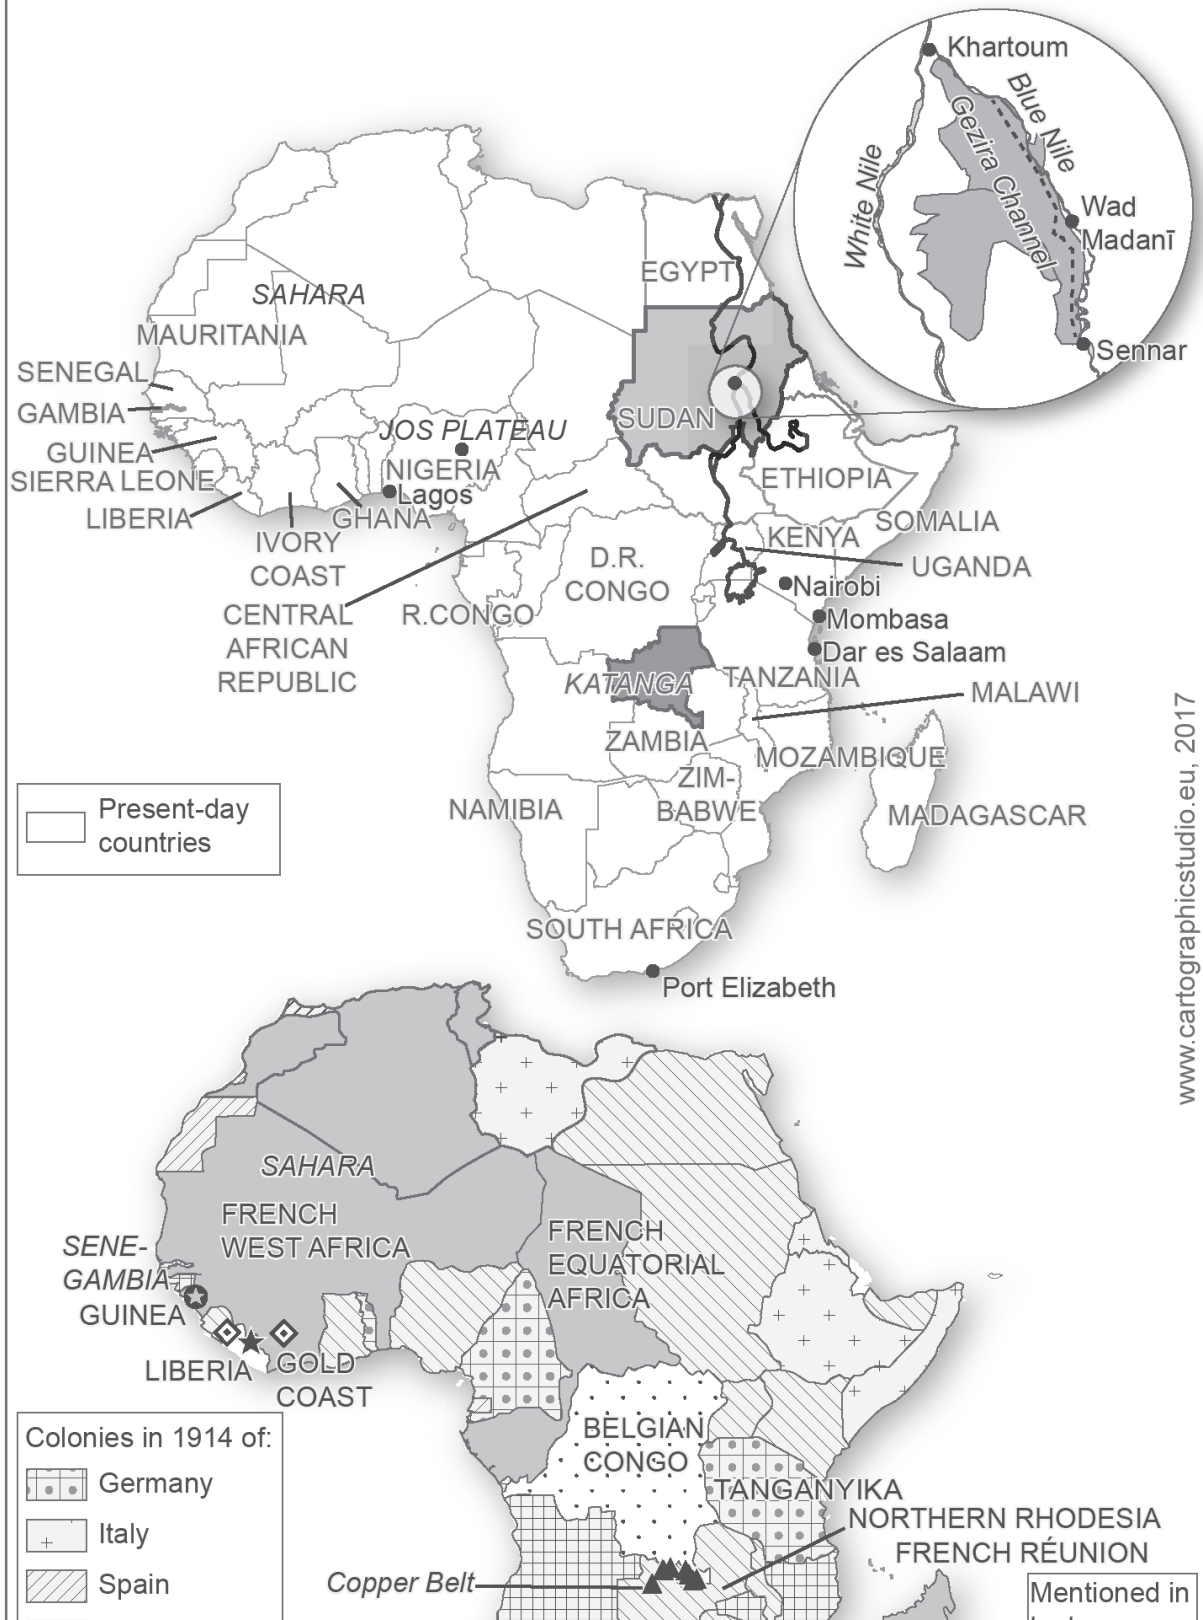 Khartoum
Blue Nile
Gezira Channel
White Nile
Wad
Madanī
Sennar
EGYPT
SAHARA
MAURITANIA
SENEGAL
GAMBIA
GUINEA
SIERRA LEONE
LIBERIA
IVORY
COAST
GHANA
JOS PLATEAU
NIGERIA
Lagos
SUDAN
ETHIOPIA
SOMALIA
KENYA
UGANDA
D.R.
CONGO
Nairobi
CENTRAL
AFRICAN
REPUBLIC
R.CONGO
Mombasa
Dar es Salaam
KATANGA
TANZANIA
MALAWI
ZAMBIA
MOZAMBIQUE
ZIM-
BABWE
NAMIBIA
MADAGASCAR
SOUTH AFRICA
Port Elizabeth
Present-day
countries
www.cartographicstudio.eu, 2017
SAHARA
FRENCH
WEST AFRICA
FRENCH
EQUATORIAL
AFRICA
SENE-
GAMBIA
GUINEA
LIBERIA
GOLD
COAST
BELGIAN
CONGO
TANGANYIKA
NORTHERN RHODESIA
FRENCH RÉUNION
Copper Belt
Colonies in 1914 of:
Germany
Italy
Spain
Mentioned in